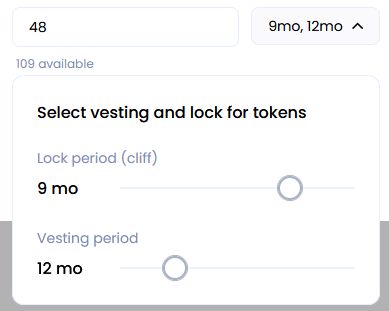 48
9mo, 12mo
109 available
Select vesting and lock for tokens
Lock period (cliff)
9 mo
Vesting period
12 mo